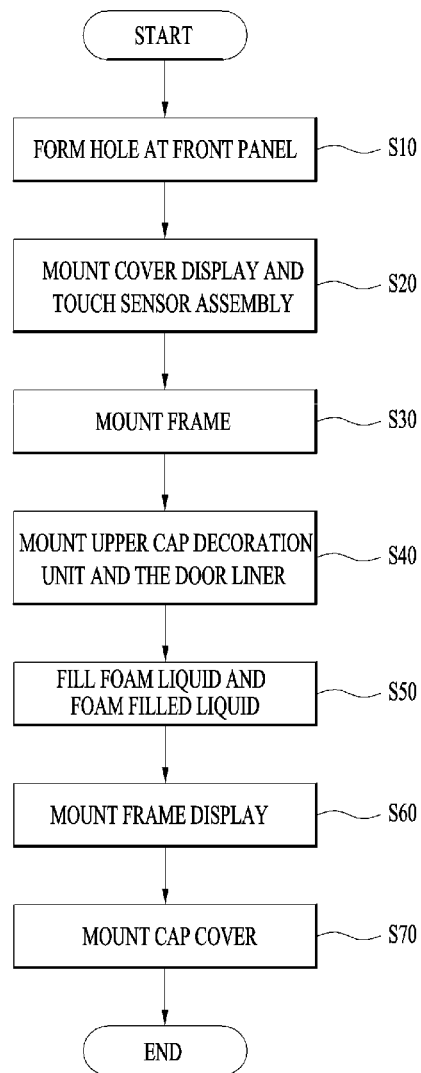 START
FORM HOLE AT FRONT PANEL
S10
MOUNT COVER DISPLAY AND
TOUCH SENSOR ASSEMBLY
S20
MOUNT FRAME
S30
MOUNT UPPER CAP DECORATION
UNIT AND THE DOOR LINER
S40
FILL FOAM LIQUID AND
FOAM FILLED LIQUID
S50
MOUNT FRAME DISPLAY
S60
MOUNT CAP COVER
S70
END